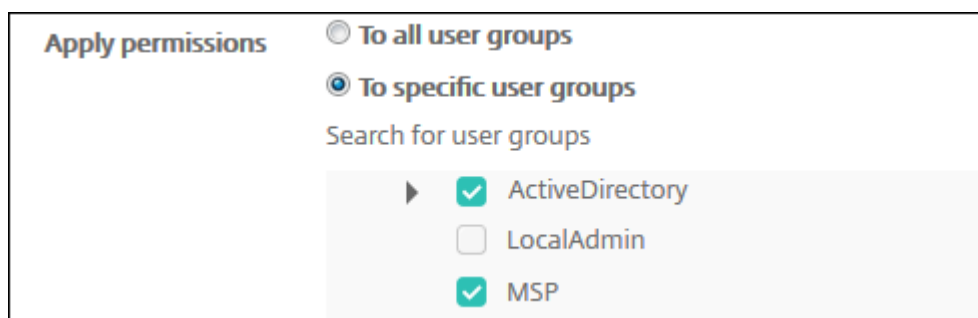 Apply permissions
To all user groups
To specific user groups
Search for user groups
ActiveDirectory
LocalAdmin
MSP